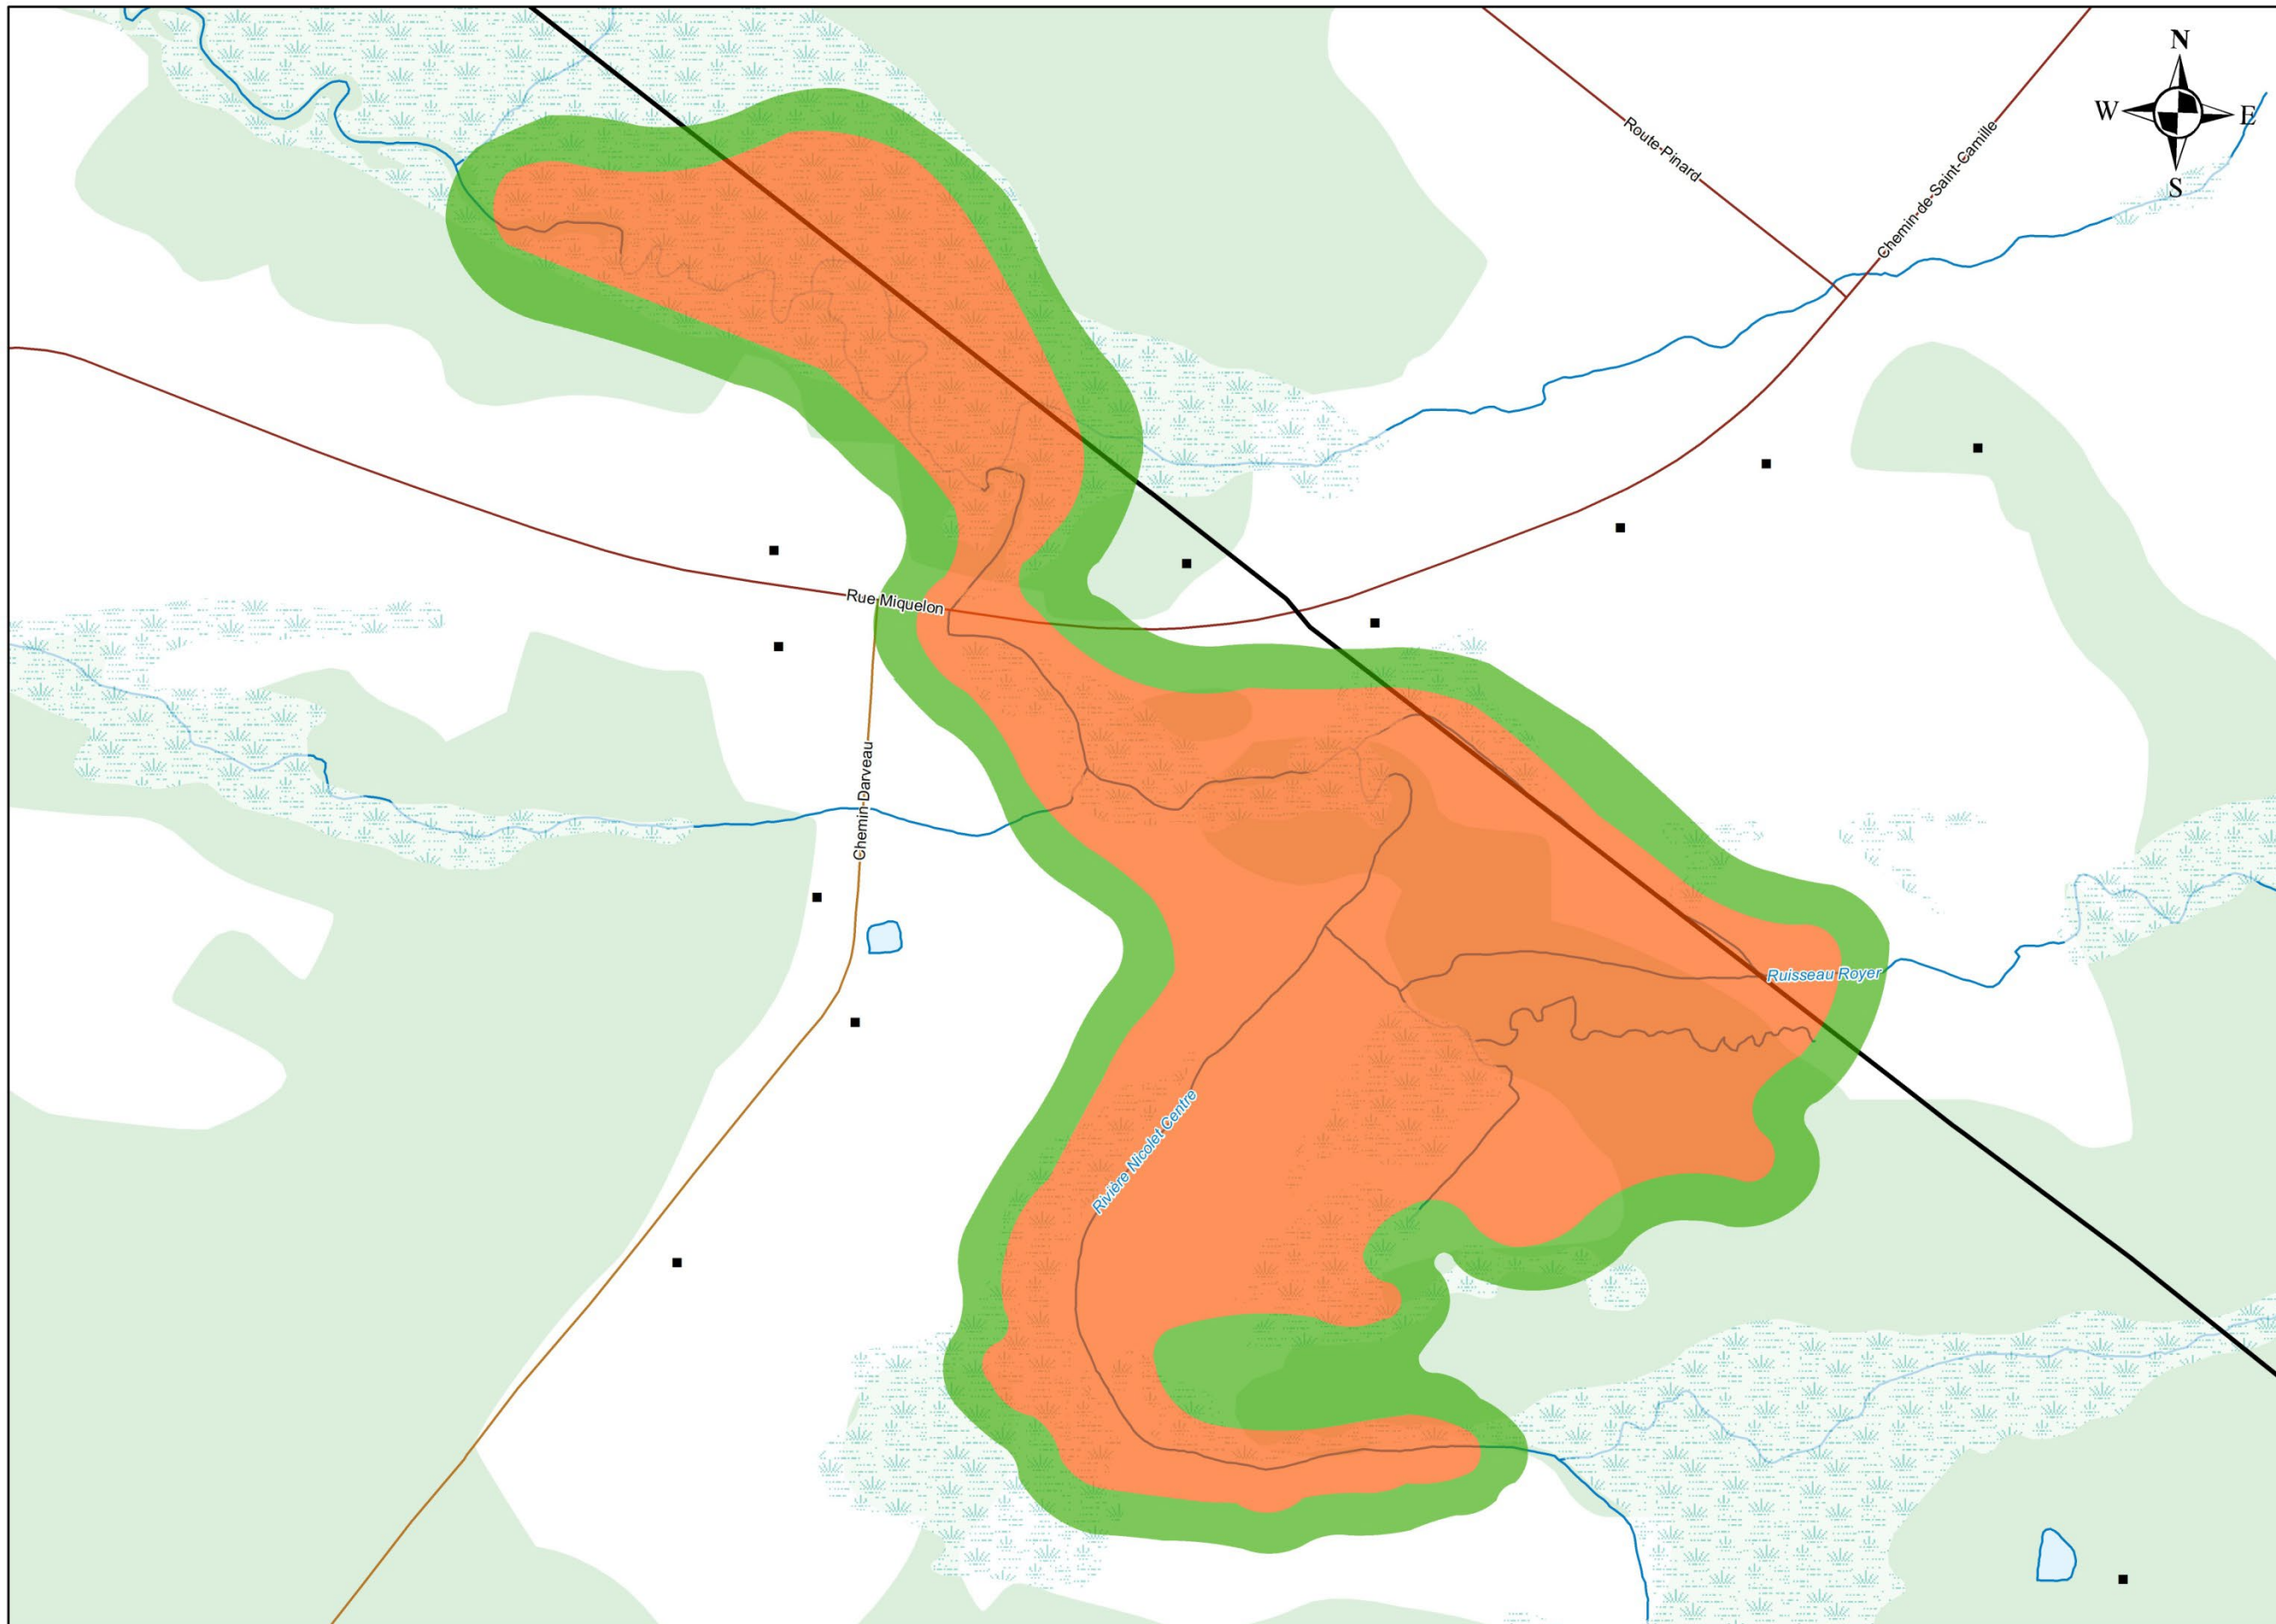 N
W
E
S
Route Pinard
Chemin de Saint-Camille
Rue Miquelon
Chemin Darveau
Ruisseau Royer
Rivière Nicolet Centre